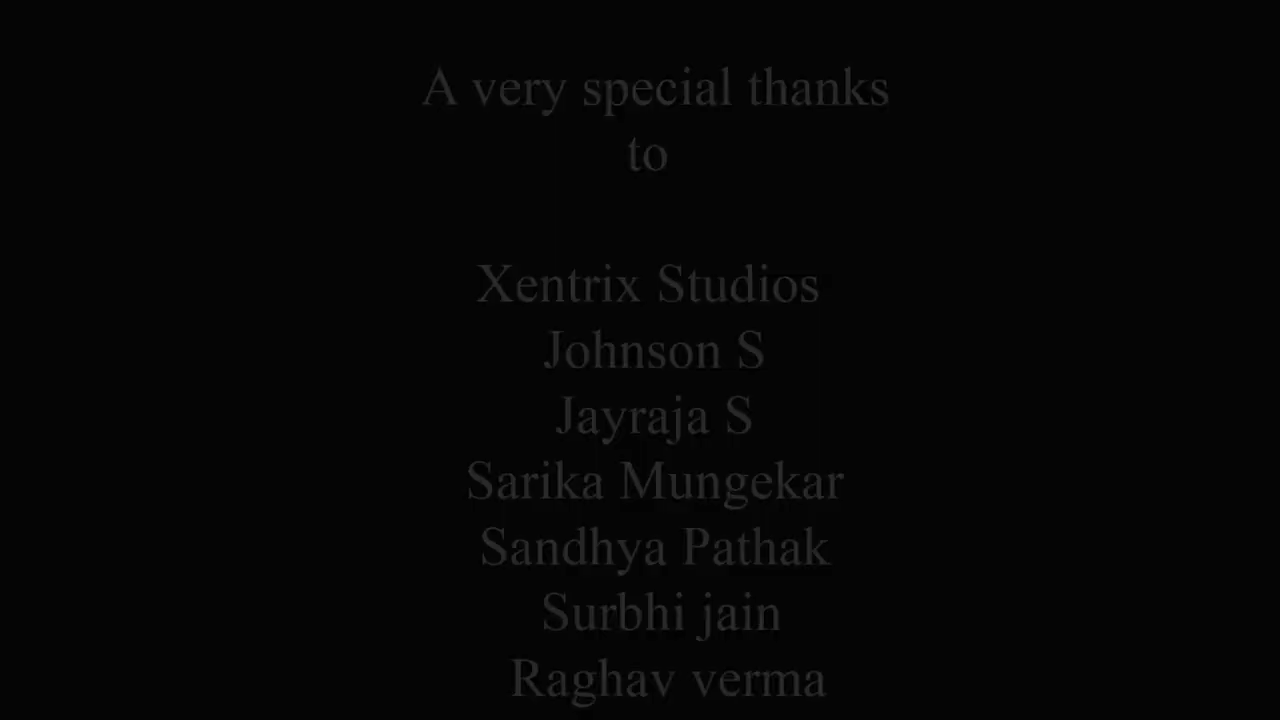 A very special thanks
to
Xentrix Studios
Johnson S
Jayraja S
Sarika Mungekar
Sandhya Pathak
Surbhi jain
Raghav verma